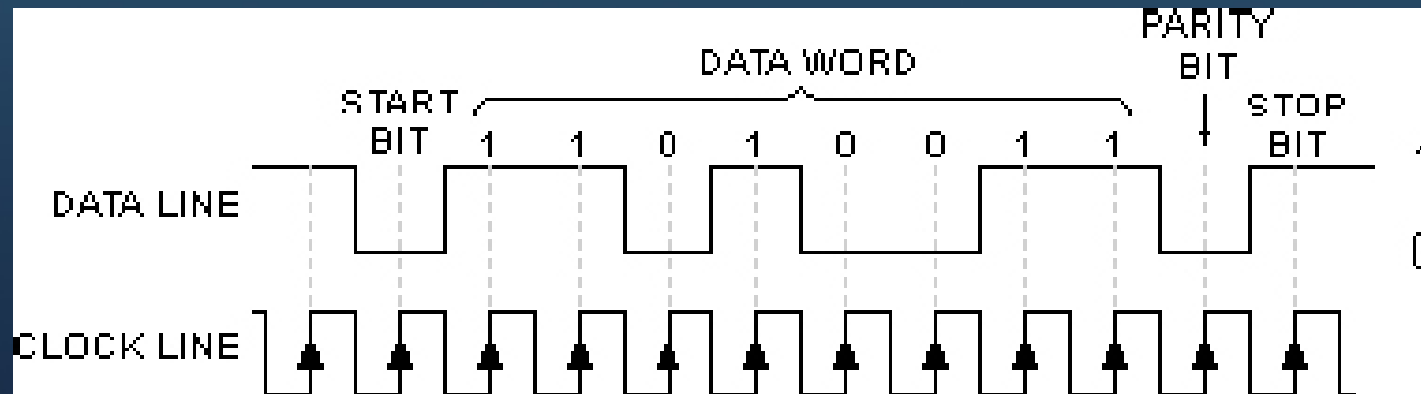 PARITY
BIT
DATA WORD
START
BIT
STOP
BIT
1 1 0 1 0 0 1 1
DATA LINE
CLOCK LINE